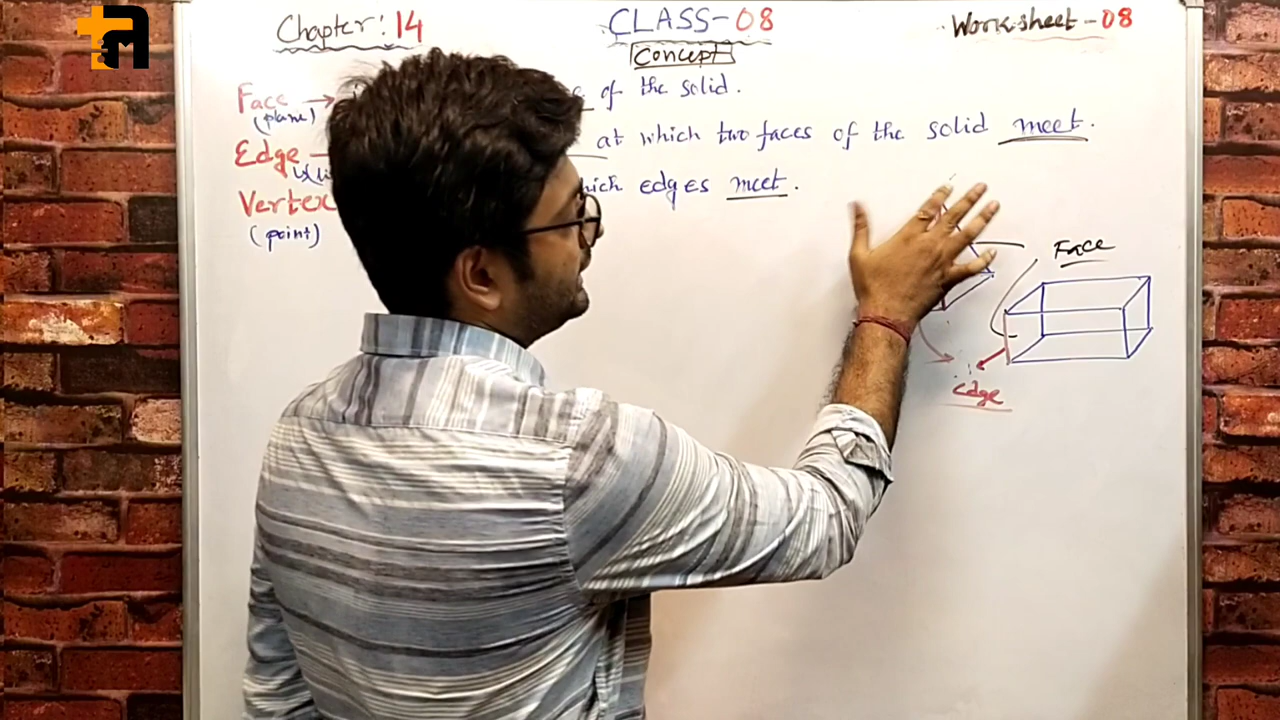 Chapter: 14 CLASS-08 Worksheet-08
Concept
Face → of the solid.
(plane)
Edge at which two faces of the solid meet.
Vertex which edges meet.
(point)
Face
edge